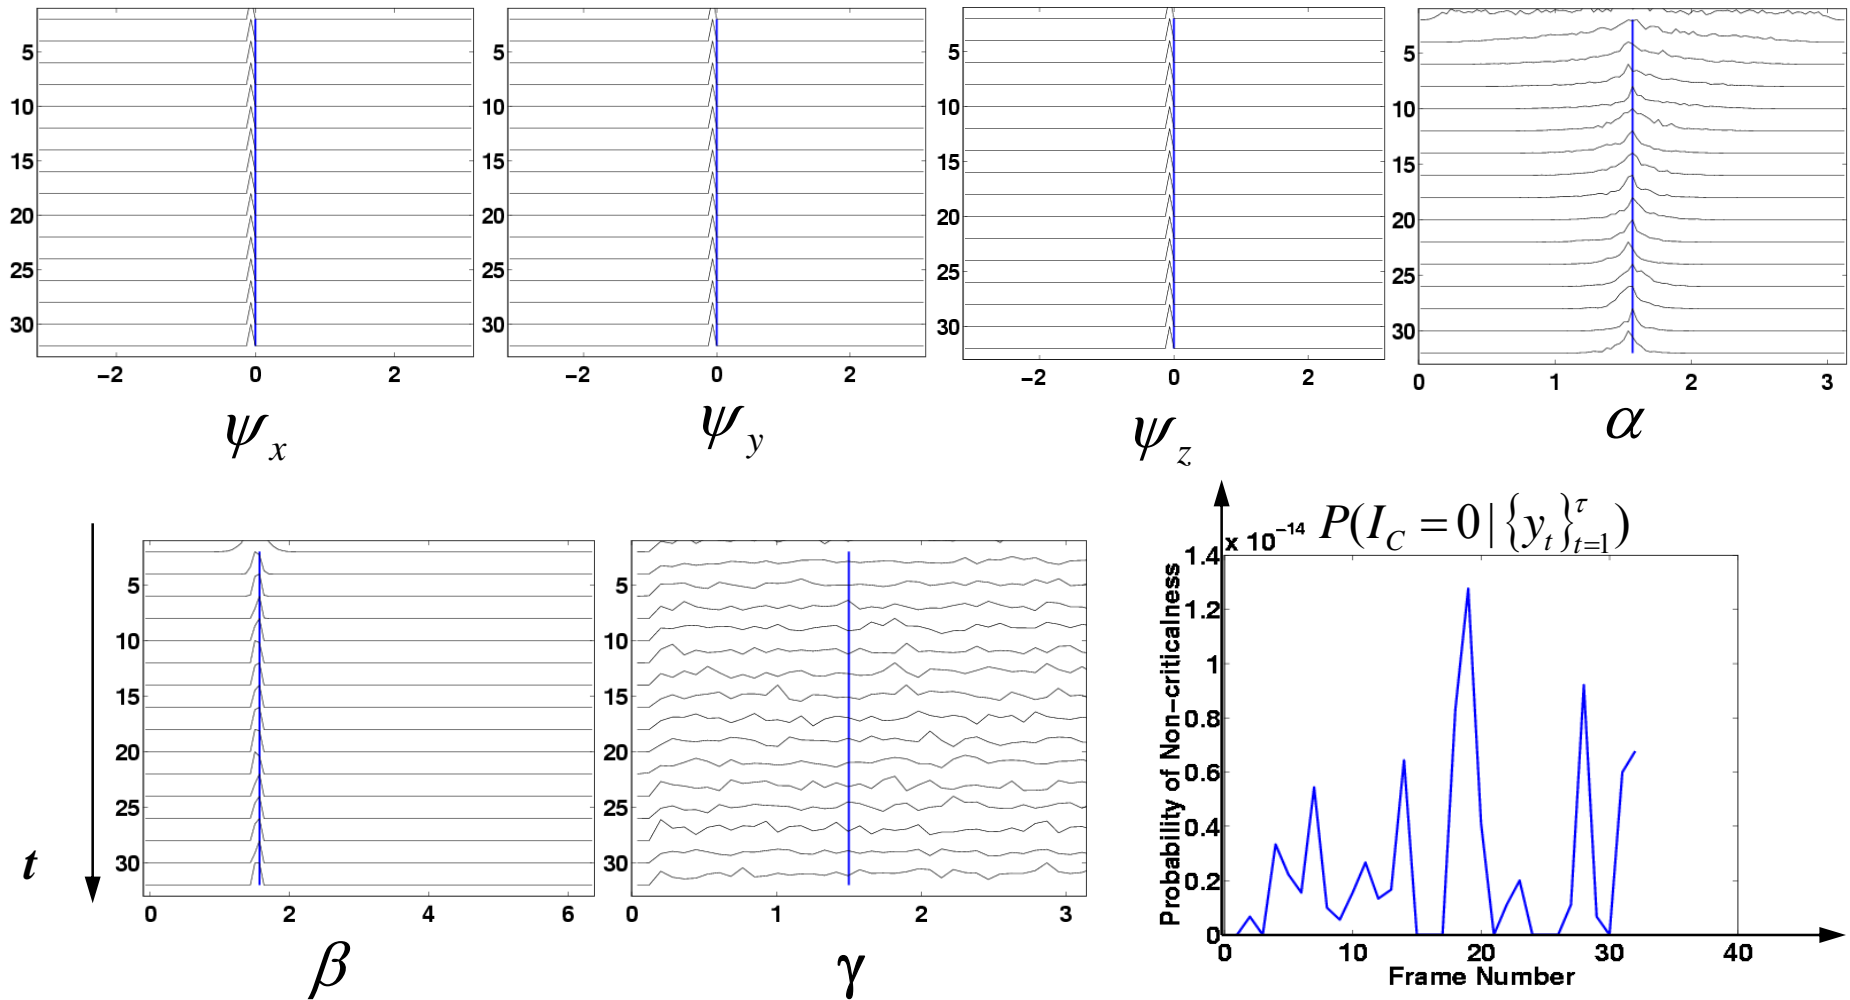 5
10
15
20
25
30
−2 0 2
ψx
5
10
15
20
25
30
−2 0 2
ψy
5
10
15
20
25
30
−2 0 2
ψz
5
10
15
20
25
30
0 1 2 3
α
t
5
10
15
20
25
30
0 2 4 6
β
5
10
15
20
25
30
0 1 2 3
γ
P(I_C = 0 | {y_t}_{t=1}^τ)
x 10^−14
Probability of Non−criticalness
1.4
1.2
1
0.8
0.6
0.4
0.2
0
0 10 20 30 40
Frame Number